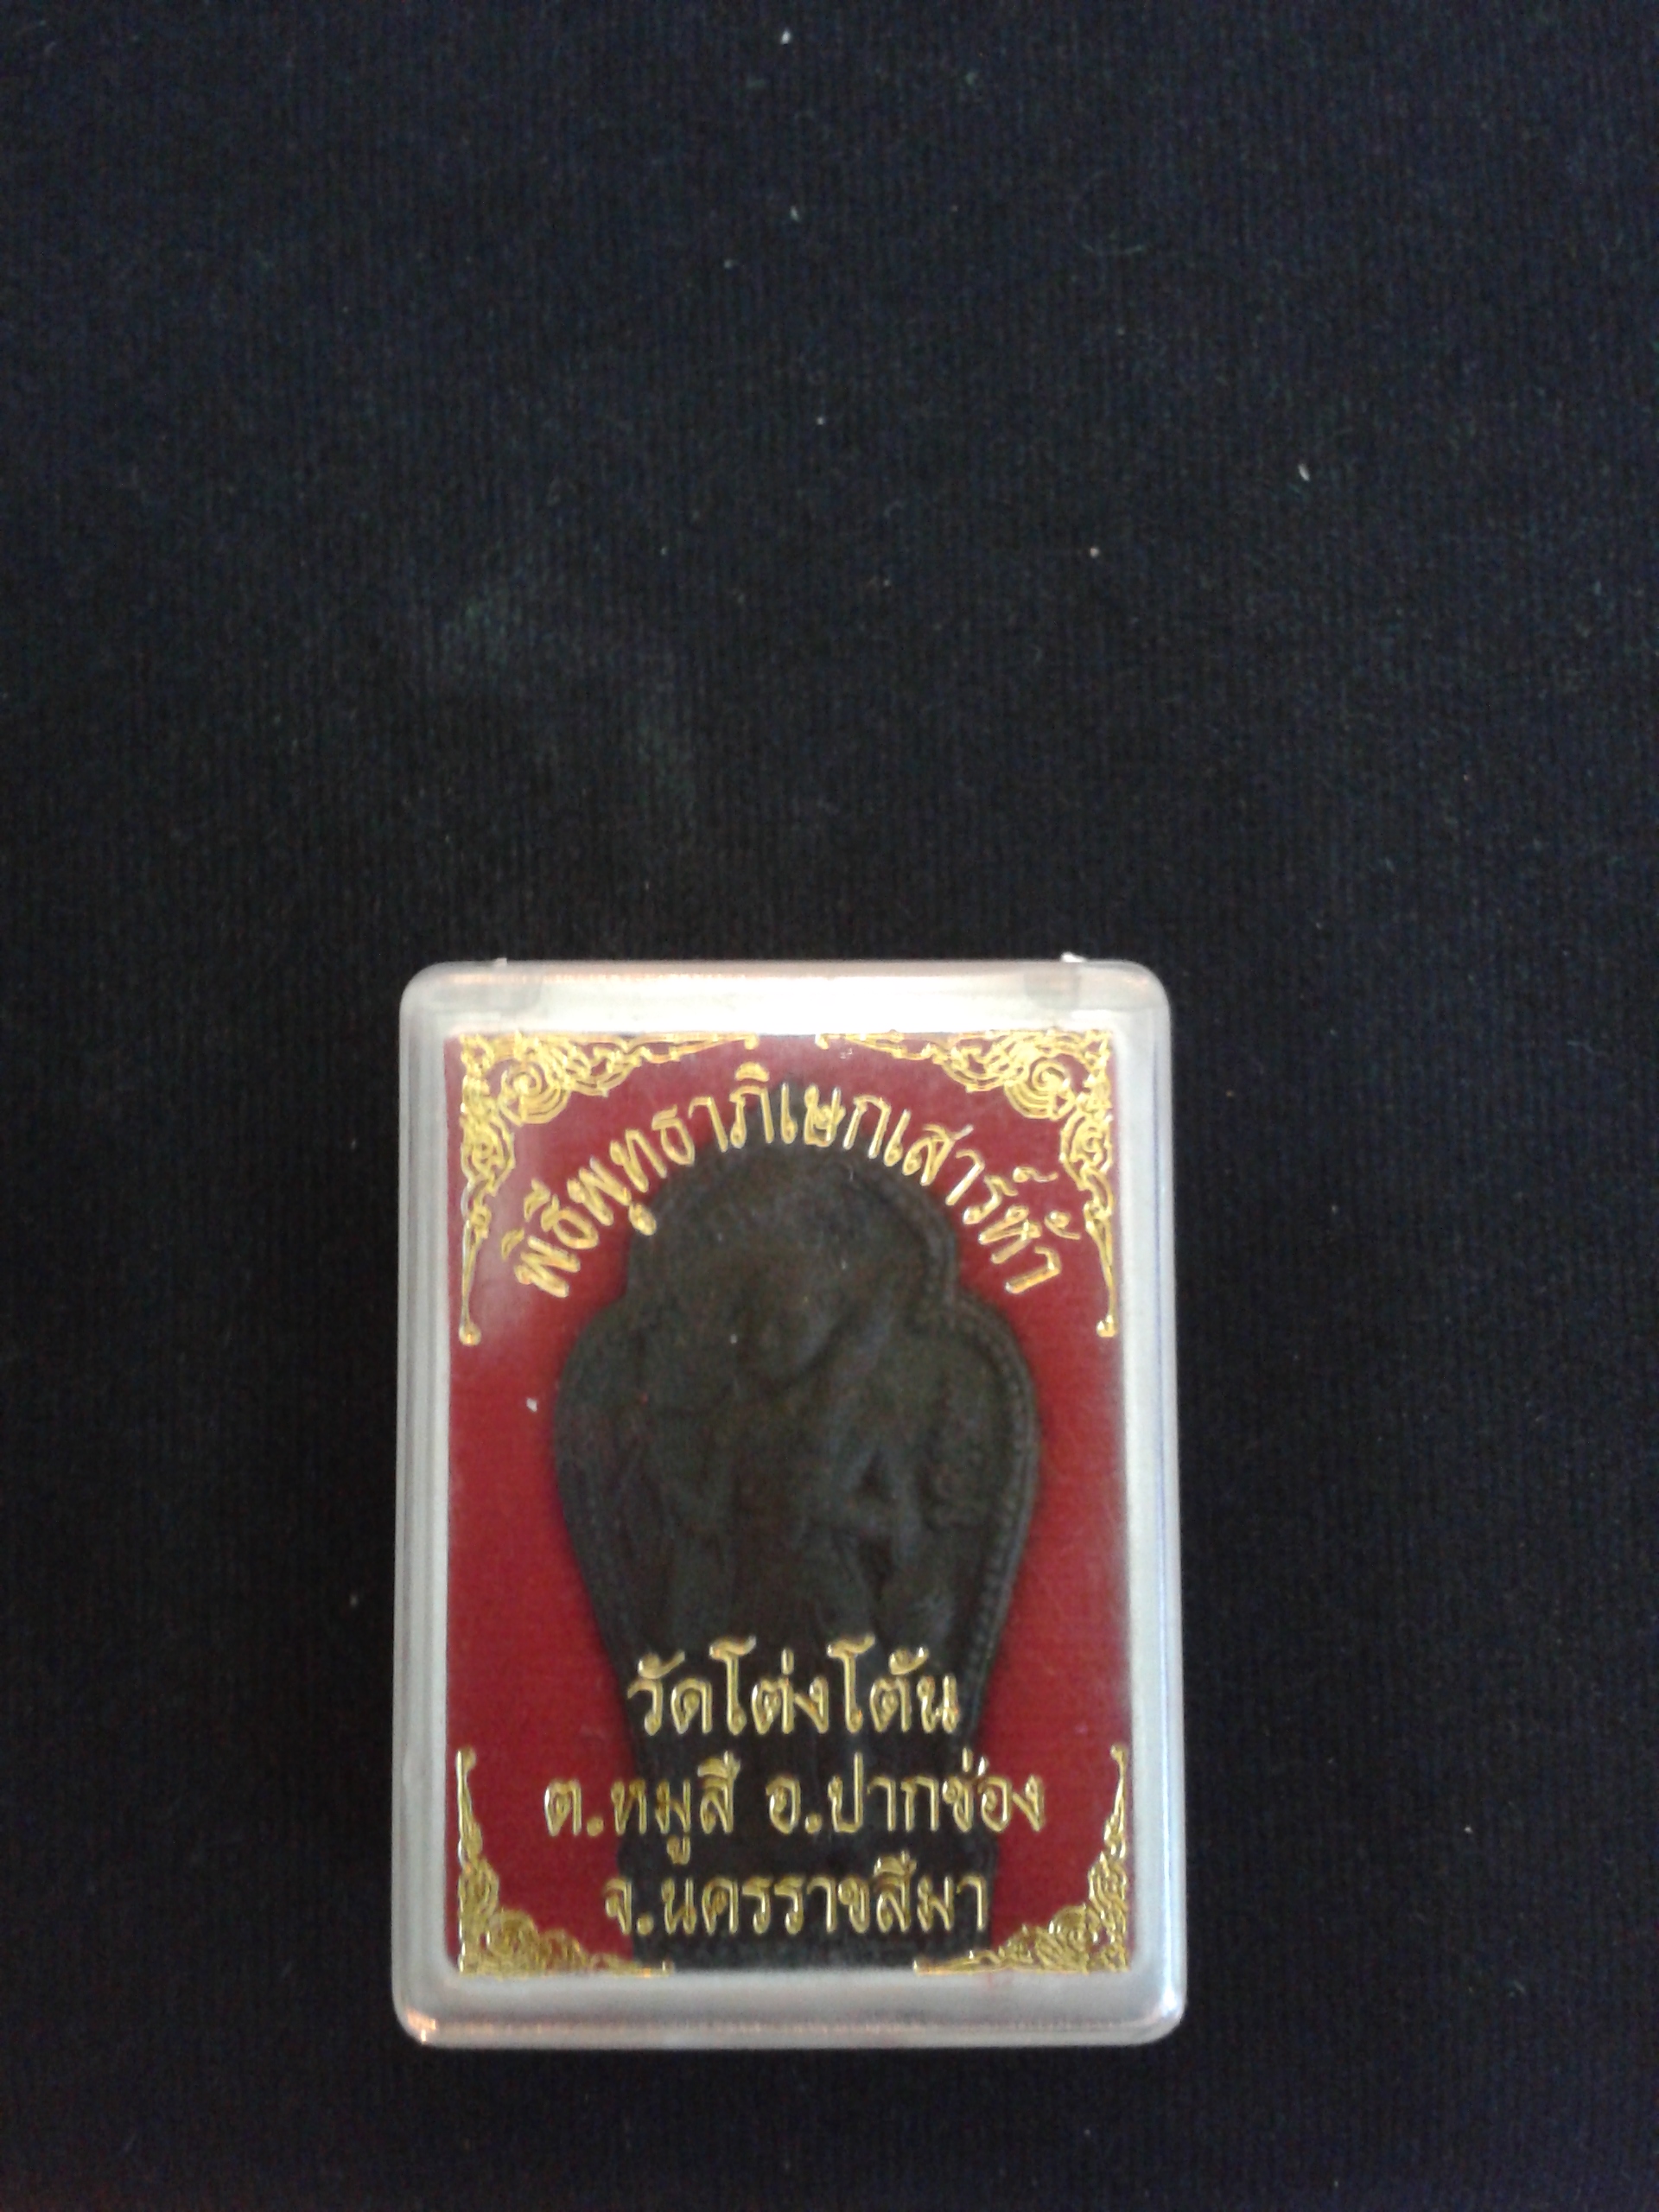 พิธีพุทธาภิเษกเสาร์ห้า
วัดโต่งโต้น
ต.หมูสี อ.ปากช่อง
จ.นครราชสีมา